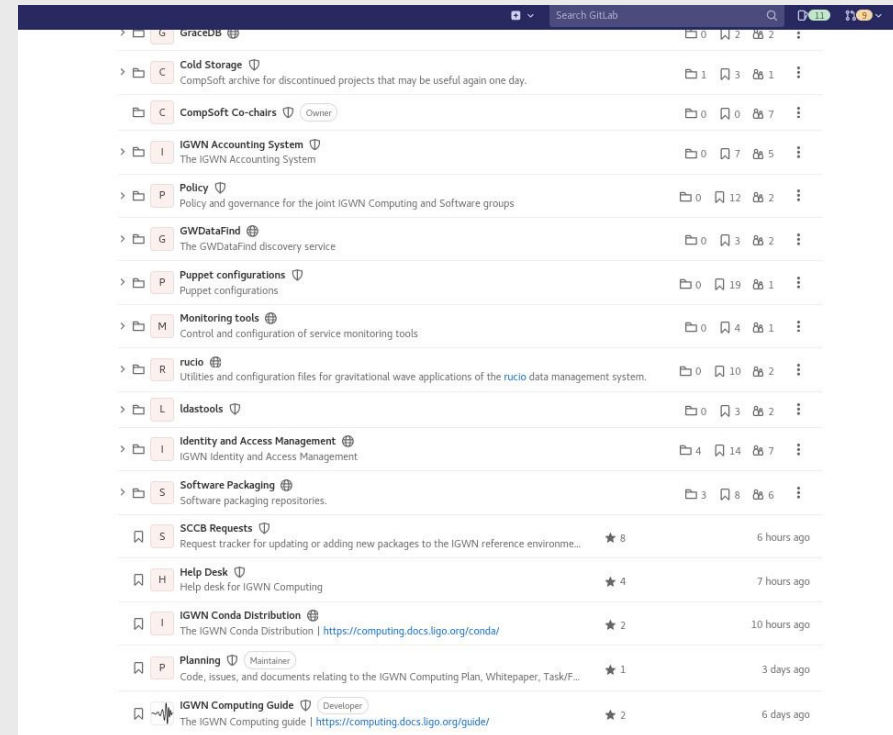 Search GitLab 11 9
G GraceDB 0 2 2
C Cold Storage 1 3 1
CompSoft archive for discontinued projects that may be useful again one day.
C CompSoft Co-chairs Owner 0 0 7
I IGWN Accounting System 0 7 5
The IGWN Accounting System
P Policy 0 12 2
Policy and governance for the joint IGWN Computing and Software groups
G GWDataFind 0 3 2
The GWDataFind discovery service
P Puppet configurations 0 19 1
Puppet configurations
M Monitoring tools 0 4 1
Control and configuration of service monitoring tools
R rucio 0 10 2
Utilities and configuration files for gravitational wave applications of the rucio data management system.
L ldastools 0 3 2
I Identity and Access Management 4 14 7
IGWN Identity and Access Management
S Software Packaging 3 8 6
Software packaging repositories.
S SCCB Requests 8 6 hours ago
Request tracker for updating or adding new packages to the IGWN reference environme...
H Help Desk 4 7 hours ago
Help desk for IGWN Computing
I IGWN Conda Distribution 2 10 hours ago
The IGWN Conda Distribution | https://computing.docs.ligo.org/conda/
P Planning Maintainer 1 3 days ago
Code, issues, and documents relating to the IGWN Computing Plan, Whitepaper, Task/F...
IGWN Computing Guide Developer 2 6 days ago
The IGWN Computing guide | https://computing.docs.ligo.org/guide/